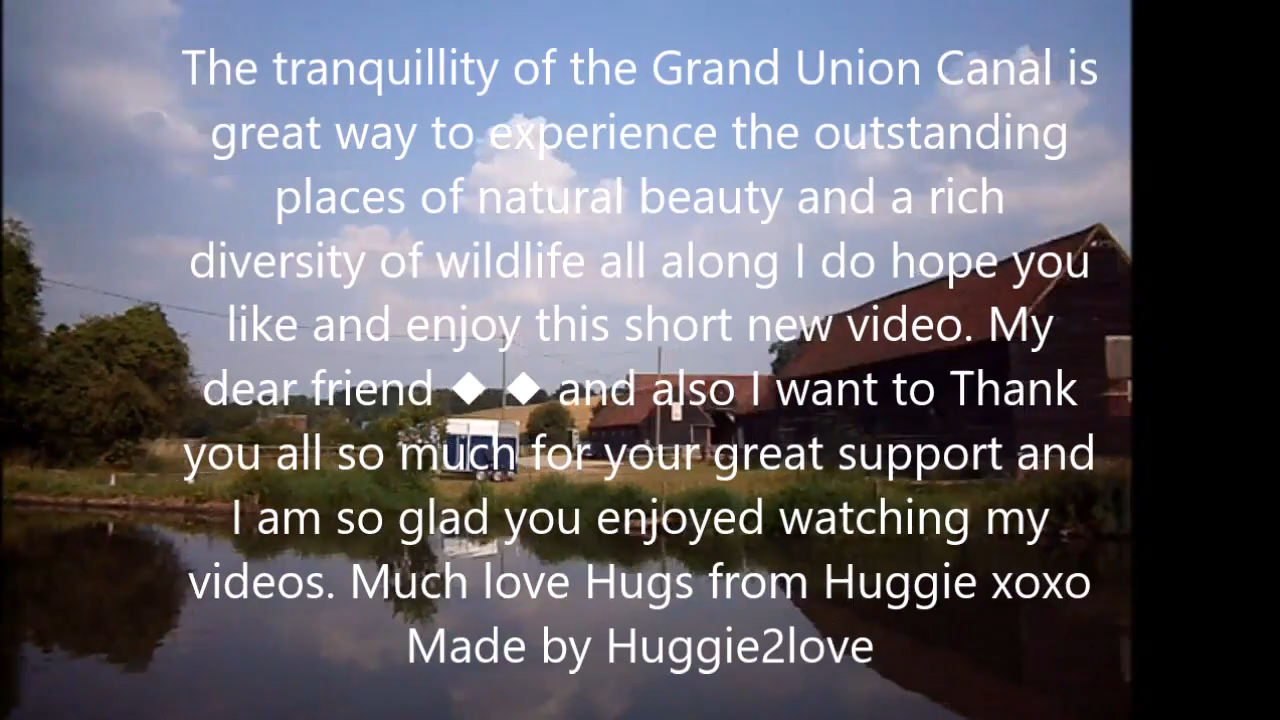 The tranquillity of the Grand Union Canal is
great way to experience the outstanding
places of natural beauty and a rich
diversity of wildlife all along I do hope you
like and enjoy this short new video. My
dear friend ◆ ◆ and also I want to Thank
you all so much for your great support and
I am so glad you enjoyed watching my
videos. Much love Hugs from Huggie xoxo
Made by Huggie2love